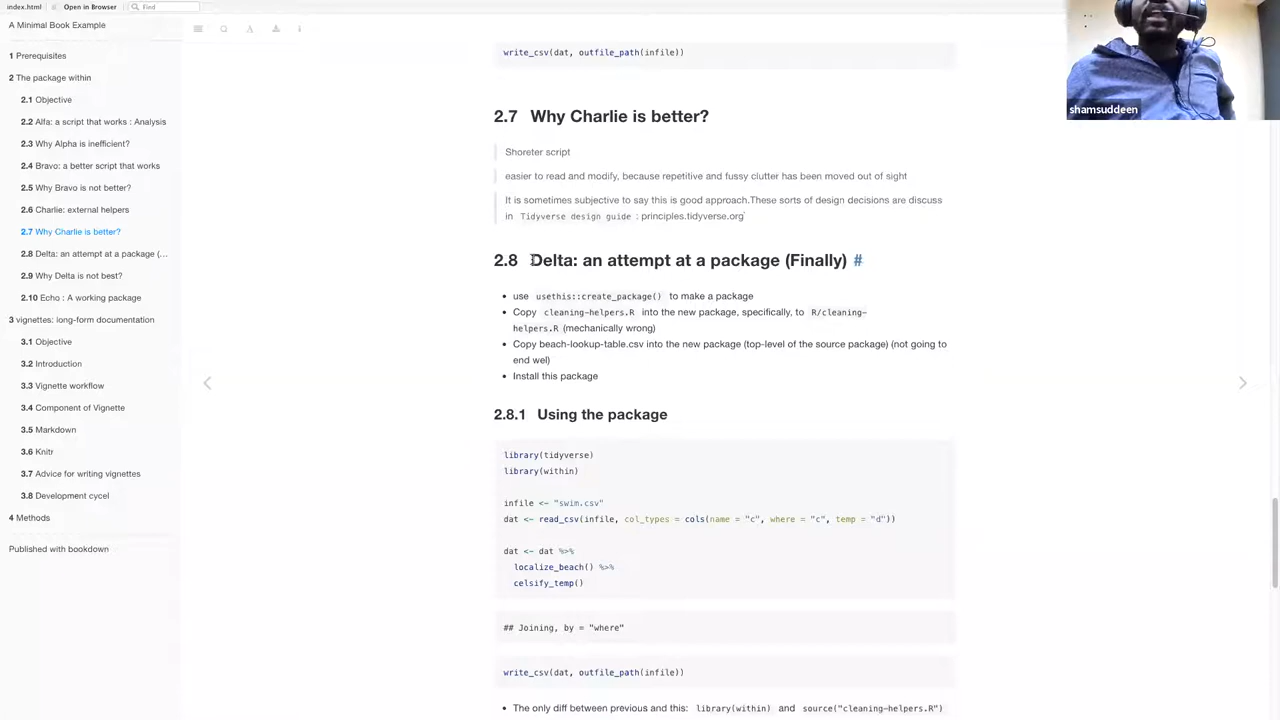 index.html Open in Browser Find
A Minimal Book Example
1 Prerequisites
2 The package within
2.1 Objective
2.2 Alfa: a script that works : Analysis
2.3 Why Alpha is inefficient?
2.4 Bravo: a better script that works
2.5 Why Bravo is not better?
2.6 Charlie: external helpers
2.7 Why Charlie is better?
2.8 Delta: an attempt at a package (...
2.9 Why Delta is not best?
2.10 Echo : A working package
3 vignettes: long-form documentation
3.1 Objective
3.2 Introduction
3.3 Vignette workflow
3.4 Component of Vignette
3.5 Markdown
3.6 Knitr
3.7 Advice for writing vignettes
3.8 Development cycel
4 Methods
Published with bookdown
write_csv(dat, outfile_path(infile))
2.7 Why Charlie is better?
Shoreter script
easier to read and modify, because repetitive and fussy clutter has been moved out of sight
It is sometimes subjective to say this is good approach.These sorts of design decisions are discuss
in Tidyverse design guide : principles.tidyverse.org`
2.8 Delta: an attempt at a package (Finally) #
• use usethis::create_package() to make a package
• Copy cleaning-helpers.R into the new package, specifically, to R/cleaning-
helpers.R (mechanically wrong)
• Copy beach-lookup-table.csv into the new package (top-level of the source package) (not going to
end wel)
• Install this package
2.8.1 Using the package
library(tidyverse)
library(within)
infile <- "swim.csv"
dat <- read_csv(infile, col_types = cols(name = "c", where = "c", temp = "d"))
dat <- dat %>%
localize_beach() %>%
celsify_temp()
## Joining, by = "where"
write_csv(dat, outfile_path(infile))
• The only diff between previous and this: library(within) and source("cleaning-helpers.R")
shamsuddeen